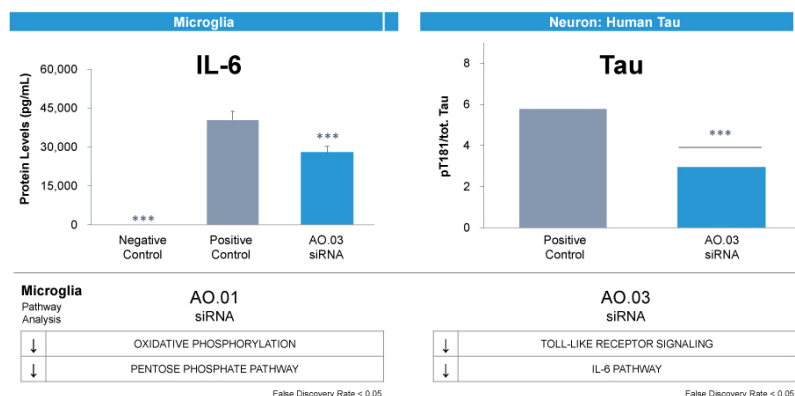 Microglia
Neuron: Human Tau
IL-6
Protein Levels (pg/mL)
60,000
45,000
30,000
15,000
0
***
***
Negative
Control
Positive
Control
AO.03
siRNA
Tau
pT181/tot. Tau
8
6
4
2
0
***
Positive
Control
AO.03
siRNA
Microglia
Pathway
Analysis
AO.01
siRNA
↓ OXIDATIVE PHOSPHORYLATION
↓ PENTOSE PHOSPHATE PATHWAY
False Discovery Rate < 0.05
AO.03
siRNA
↓ TOLL-LIKE RECEPTOR SIGNALING
↓ IL-6 PATHWAY
False Discovery Rate < 0.05